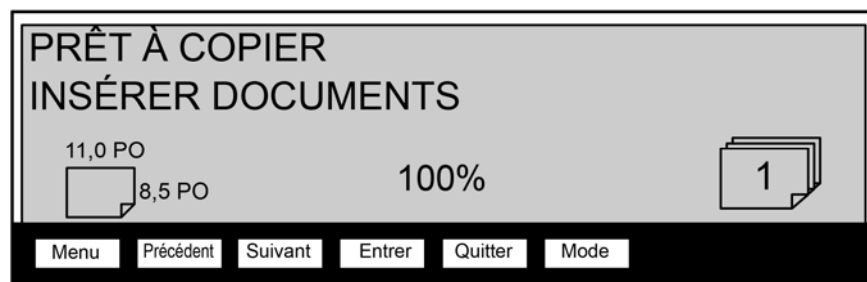 PRÊT À COPIER
INSÉRER DOCUMENTS
11,0 PO
8,5 PO
100%
1
Menu Précédent Suivant Entrer Quitter Mode